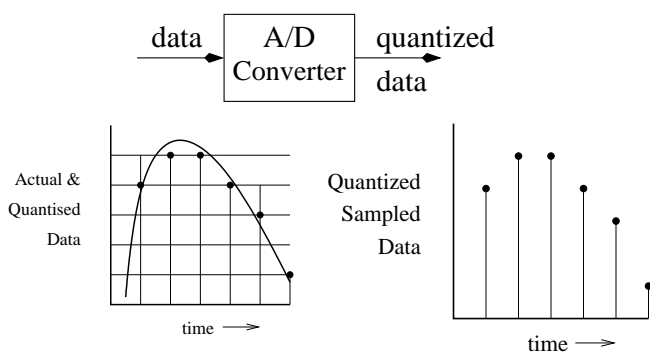 data
A/D
Converter
quantized
data
Actual &
Quantised
Data
time
Quantized
Sampled
Data
time